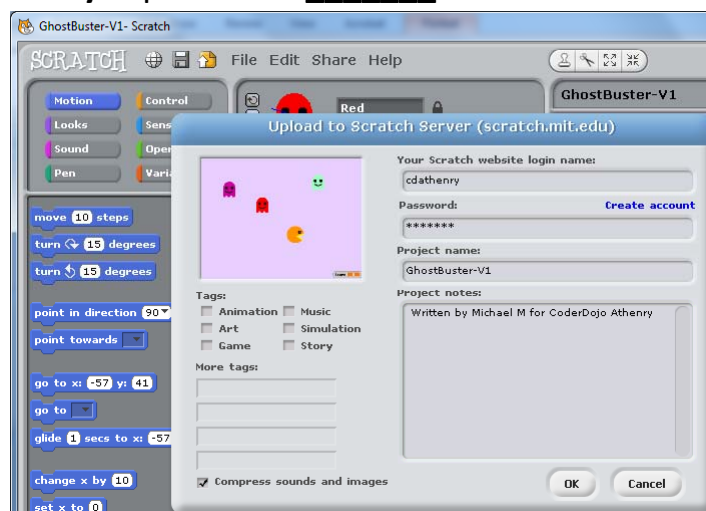 GhostBuster-V1- Scratch
SCRATCH File Edit Share Help
Motion Control
Looks Sens
Sound Oper
Pen Varia
Red
GhostBuster-V1
Upload to Scratch Server (scratch.mit.edu)
Your Scratch website login name:
cdathenry
Password: Create account
*******
Project name:
GhostBuster-V1
Project notes:
Written by Michael M for CoderDojo Athenry
Tags:
Animation Music
Art Simulation
Game Story
More tags:
Compress sounds and images
OK Cancel
move 10 steps
turn 15 degrees
turn 15 degrees
point in direction 90
point towards
go to x: -57 y: 41
go to
glide 1 secs to x: -57
change x by 10
set x to 0